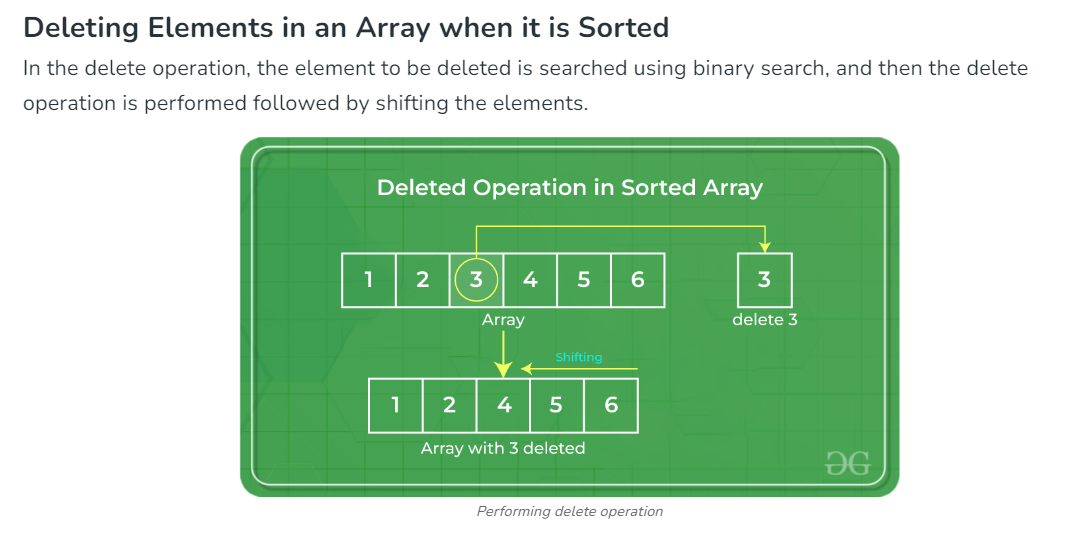 Deleting Elements in an Array when it is Sorted
In the delete operation, the element to be deleted is searched using binary search, and then the delete
operation is performed followed by shifting the elements.
Deleted Operation in Sorted Array
1 2 3 4 5 6 3
Array delete 3
Shifting
1 2 4 5 6
Array with 3 deleted
Performing delete operation